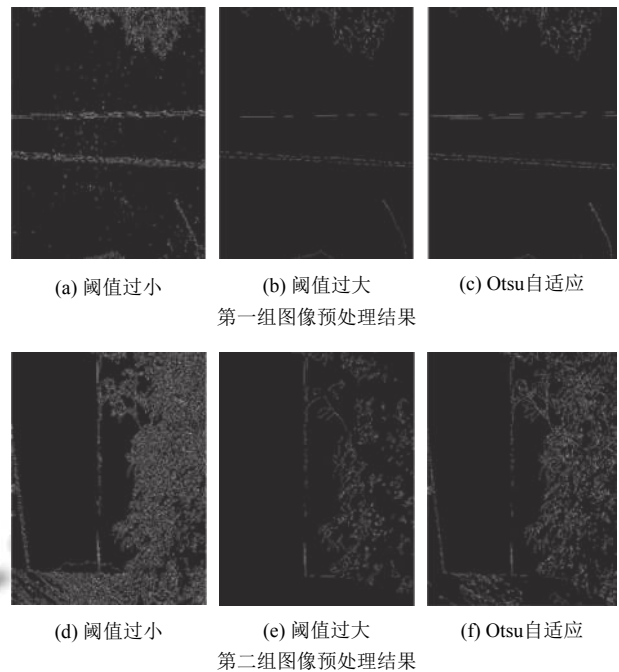 (a) 阈值过小 (b) 阈值过大 (c) Otsu自适应
第一组图像预处理结果
(d) 阈值过小 (e) 阈值过大 (f) Otsu自适应
第二组图像预处理结果